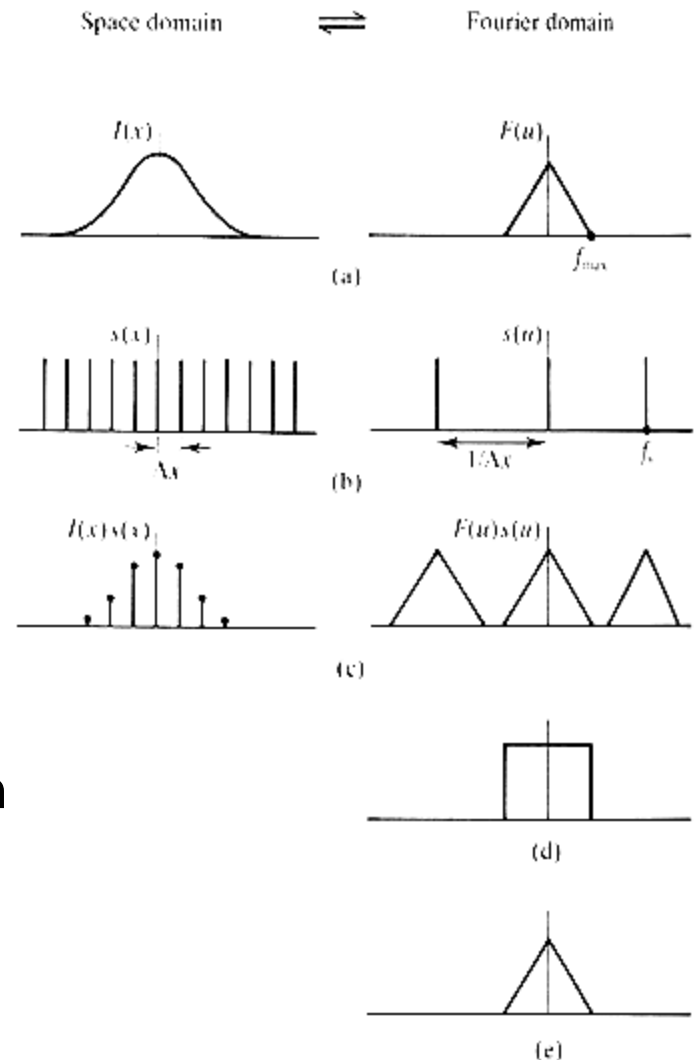 Space domain ⇌ Fourier domain
I(x) F(u)
f_max
(a)
s(x) s(u)
Δx 1/Δx f_s
(b)
I(x)s(x) F(u)s(u)
(c)
(d)
(e)